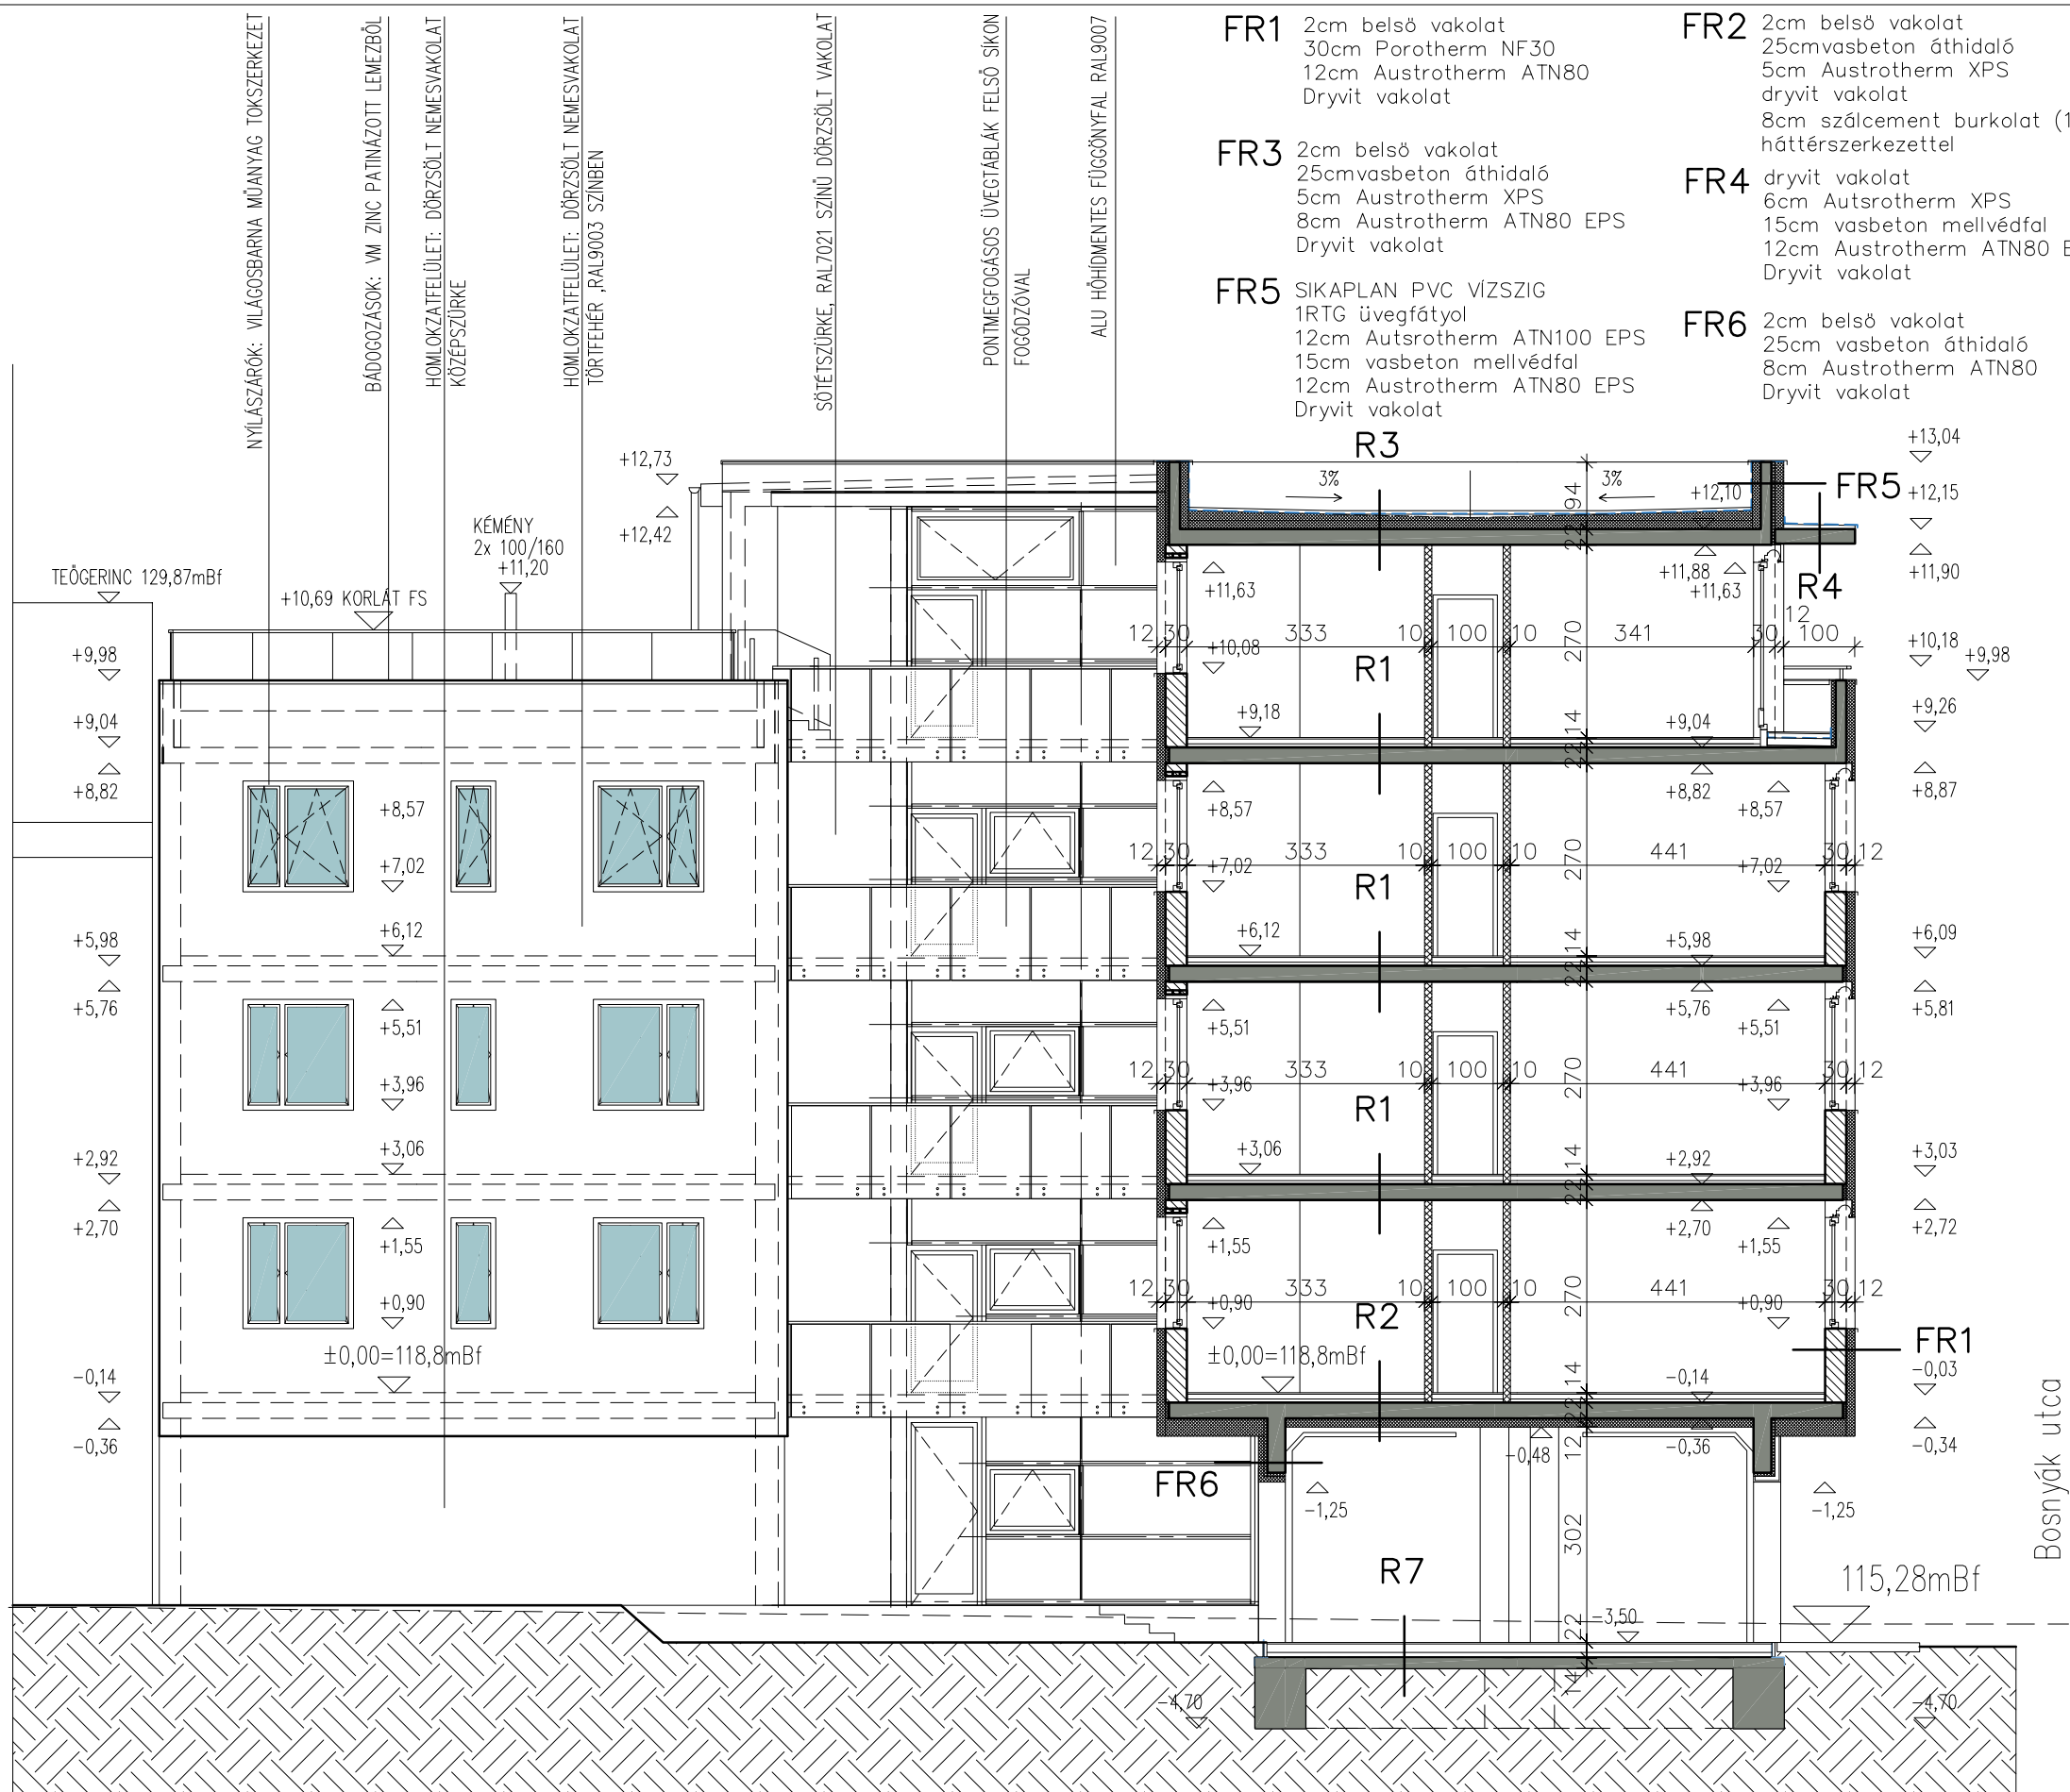 NYÍLÁSZÁRÓK: VILÁGOSBARNA MŰANYAG TOKSZERKEZET
BÁDOGOZÁSOK: VM ZINC PATINÁZOTT LEMEZBŐL
HOMLOKZATFELÜLET: DÖRZSÖLT NEMESVAKOLAT
KÖZÉPSZÜRKE
HOMLOKZATFELÜLET: DÖRZSÖLT NEMESVAKOLAT
TÖRTFEHÉR ,RAL9003 SZÍNBEN
SÖTÉTSZÜRKE, RAL7021 SZÍNŰ DÖRZSÖLT VAKOLAT
PONTMEGFOGÁSOS ÜVEGTÁBLÁK FELSŐ SÍKON
FOGÓDZÓVAL
ALU HŐHÍDMENTES FÜGGÖNYFAL RAL9007
FR1
2cm belsö vakolat
30cm Porotherm NF30
12cm Austrotherm ATN80
Dryvit vakolat
FR2
2cm belsö vakolat
25cmvasbeton áthidaló
5cm Austrotherm XPS
dryvit vakolat
8cm szálcement burkolat (1
háttérszerkezettel
FR3
2cm belsö vakolat
25cmvasbeton áthidaló
5cm Austrotherm XPS
8cm Austrotherm ATN80 EPS
Dryvit vakolat
FR4
dryvit vakolat
6cm Autsrotherm XPS
15cm vasbeton mellvédfal
12cm Austrotherm ATN80 E
Dryvit vakolat
FR5
SIKAPLAN PVC VÍZSZIG
1RTG üvegfátyol
12cm Autsrotherm ATN100 EPS
15cm vasbeton mellvédfal
12cm Austrotherm ATN80 EPS
Dryvit vakolat
FR6
2cm belsö vakolat
25cm vasbeton áthidaló
8cm Austrotherm ATN80
Dryvit vakolat
R3
+13,04
+12,73
3%
94
3%
+12,10
FR5
+12,15
+12,42
KÉMÉNY
2x 100/160
+11,20
22
TEŐGERINC 129,87mBf
+10,69 KORLÁT FS
+11,63
+11,88
+11,63
+11,90
R4
12
12 30 333 10 100 10 270 341 30 100
+10,08
+10,18
+9,98
+9,98
R1
+9,04
+9,18
14
+9,04
+9,26
22
+8,82
+8,57
+8,57
+8,82
+8,57
+8,87
12 30 333 10 100 10 270 441 30 12
+7,02
+7,02
+7,02
R1
+5,98
+6,12
+6,12
14
+5,98
+6,09
22
+5,76
+5,51
+5,51
+5,76
+5,51
+5,81
12 30 333 10 100 10 270 441 30 12
+3,96
+3,96
+3,96
R1
+2,92
+3,06
+3,06
14
+2,92
+3,03
22
+2,70
+1,55
+1,55
+2,70
+1,55
+2,72
12 30 333 10 100 10 270 441 30 12
+0,90
+0,90
+0,90
R2
±0,00=118,8mBf
±0,00=118,8mBf
FR1
-0,14
14
-0,14
-0,03
22
-0,36
12
-0,48
-0,36
-0,34
FR6
-1,25
-1,25
302
Bosnyák utca
R7
115,28mBf
22
-3,50
14
-4,70
-4,70